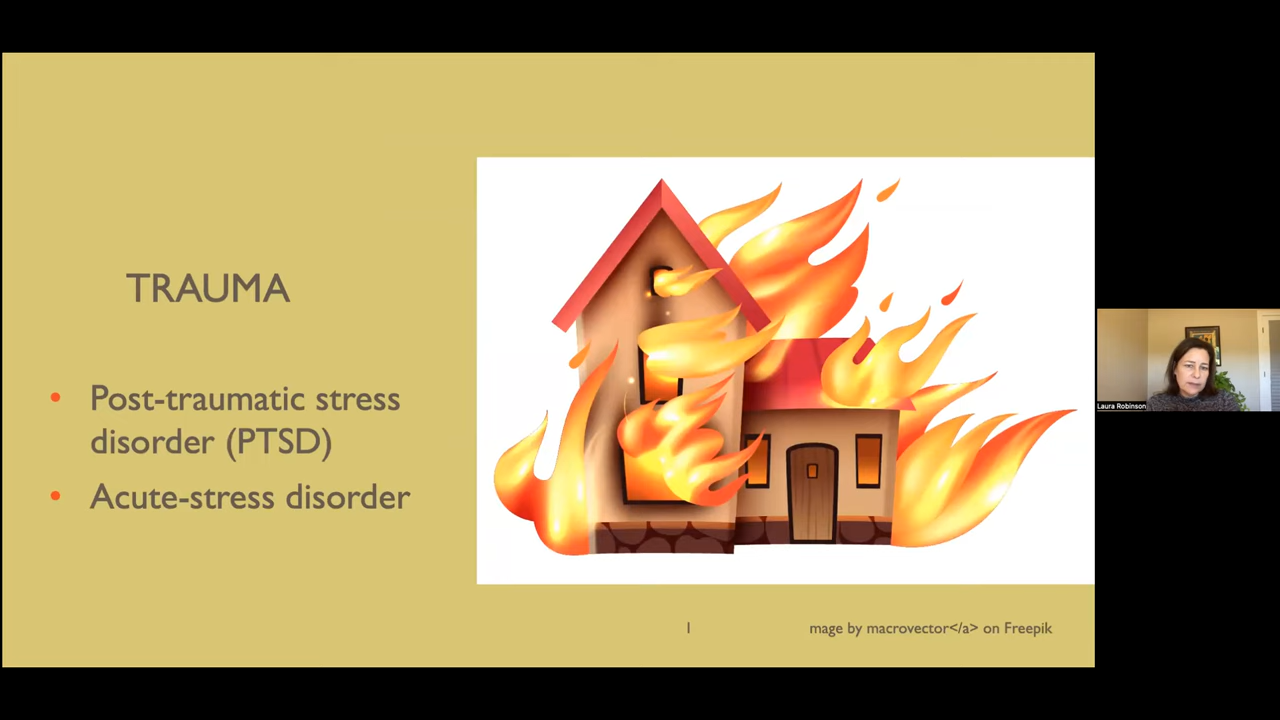 TRAUMA
• Post-traumatic stress
disorder (PTSD)
• Acute-stress disorder
1
mage by macrovector</a> on Freepik
Laura Robinson